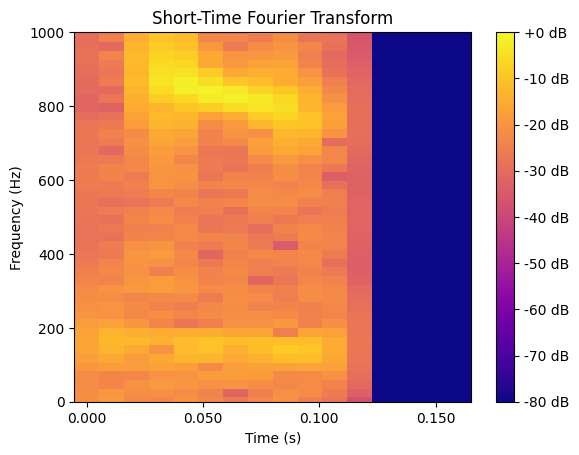 Short-Time Fourier Transform
1000
800
600
400
200
0
Frequency (Hz)
0.000
0.050
0.100
0.150
Time (s)
+0 dB
-10 dB
-20 dB
-30 dB
-40 dB
-50 dB
-60 dB
-70 dB
-80 dB